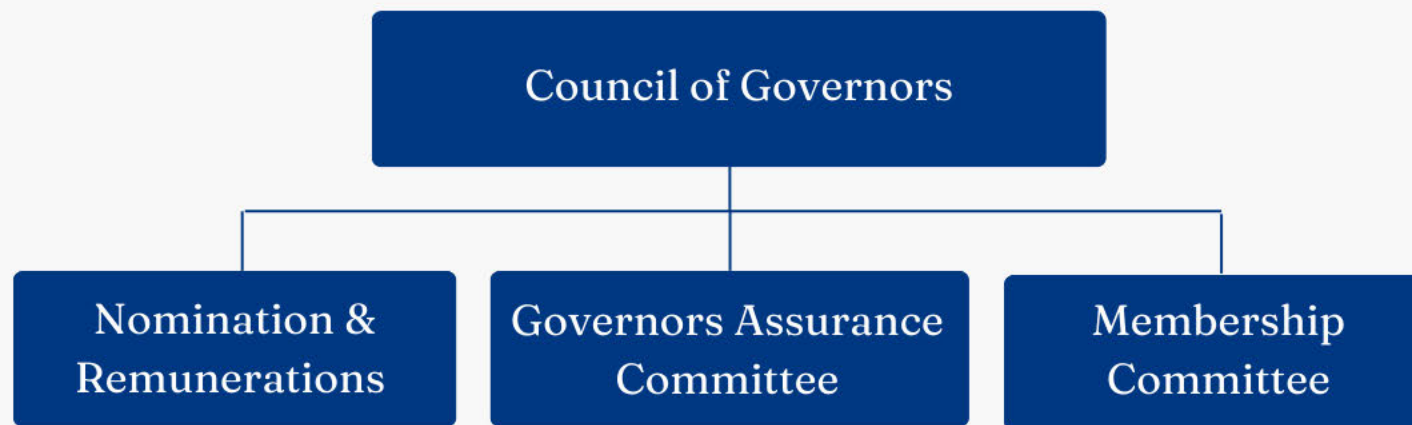 Council of Governors
Nomination &
Remunerations
Governors Assurance
Committee
Membership
Committee